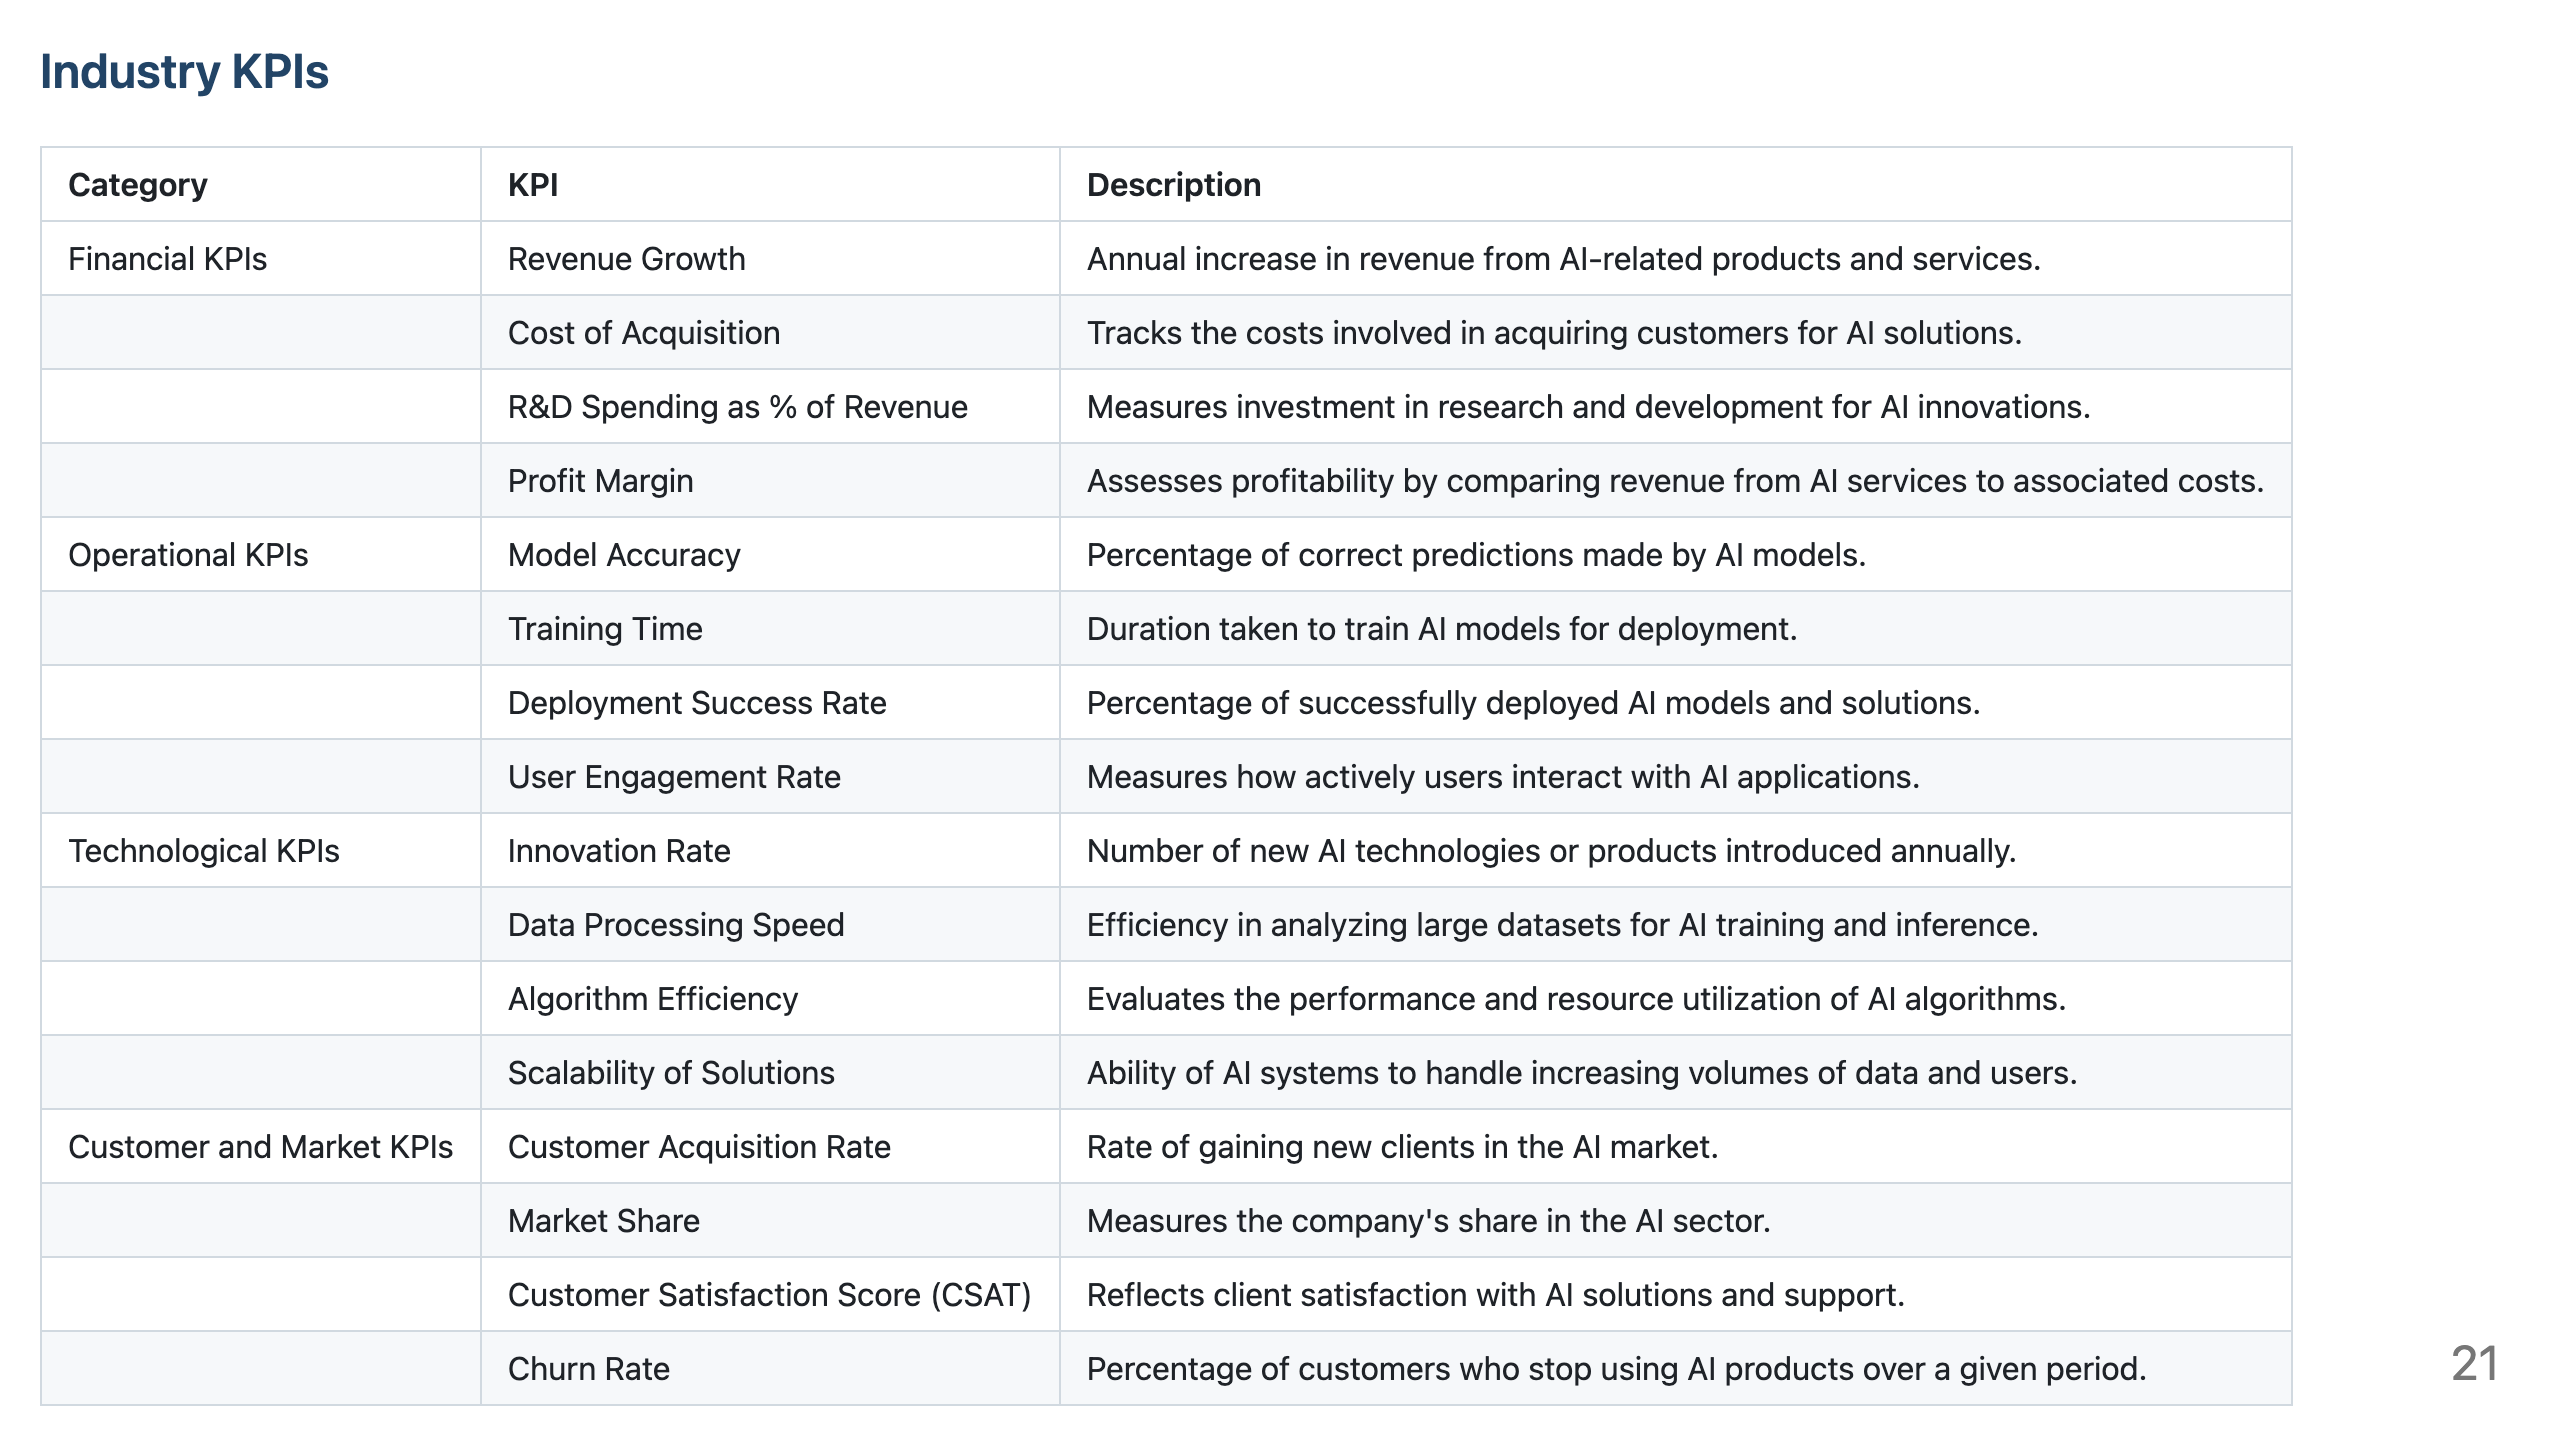 Industry KPIs
Category KPI Description
Financial KPIs Revenue Growth Annual increase in revenue from AI-related products and services.
Cost of Acquisition Tracks the costs involved in acquiring customers for AI solutions.
R&D Spending as % of Revenue Measures investment in research and development for AI innovations.
Profit Margin Assesses profitability by comparing revenue from AI services to associated costs.
Operational KPIs Model Accuracy Percentage of correct predictions made by AI models.
Training Time Duration taken to train AI models for deployment.
Deployment Success Rate Percentage of successfully deployed AI models and solutions.
User Engagement Rate Measures how actively users interact with AI applications.
Technological KPIs Innovation Rate Number of new AI technologies or products introduced annually.
Data Processing Speed Efficiency in analyzing large datasets for AI training and inference.
Algorithm Efficiency Evaluates the performance and resource utilization of AI algorithms.
Scalability of Solutions Ability of AI systems to handle increasing volumes of data and users.
Customer and Market KPIs Customer Acquisition Rate Rate of gaining new clients in the AI market.
Market Share Measures the company's share in the AI sector.
Customer Satisfaction Score (CSAT) Reflects client satisfaction with AI solutions and support.
Churn Rate Percentage of customers who stop using AI products over a given period.
21